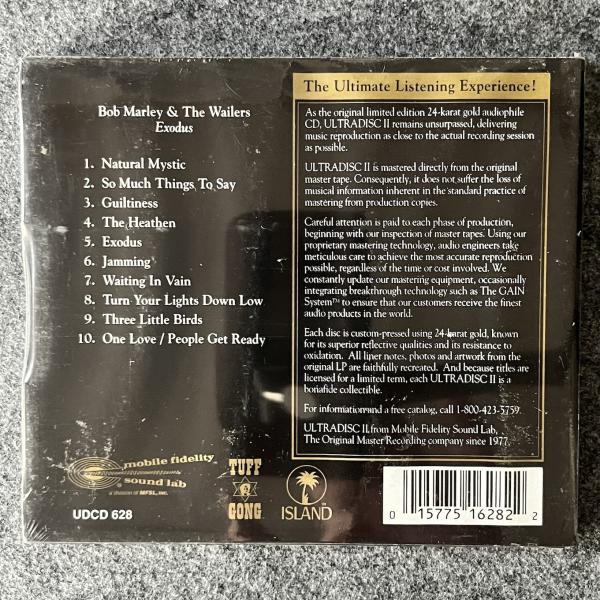 Bob Marley & The Wailers
Exodus
1. Natural Mystic
2. So Much Things To Say
3. Guiltiness
4. The Heathen
5. Exodus
6. Jamming
7. Waiting In Vain
8. Turn Your Lights Down Low
9. Three Little Birds
10. One Love / People Get Ready
The Ultimate Listening Experience!
As the original limited edition 24-karat gold audiophile
CD, ULTRADISC II remains unsurpassed, delivering
music reproduction as close to the actual recording session
as possible.
ULTRADISC II is mastered directly from the original
master tape. Consequently, it does not suffer the loss of
musical information inherent in the standard practice of
mastering from production copies.
Careful attention is paid to each phase of production,
beginning with our inspection of master tapes. Using our
proprietary mastering technology, audio engineers take
meticulous care to achieve the most accurate reproduction
possible, regardless of the time or cost involved. We
constantly update our mastering equipment, occasionally
integrating breakthrough technology such as The GAIN
System™ to ensure that our customers receive the finest
audio products in the world.
Each disc is custom-pressed using 24-karat gold, known
for its superior reflective qualities and its resistance to
oxidation. All liner notes, photos and artwork from the
original LP are faithfully recreated. And because titles are
licensed for a limited term, each ULTRADISC II is a
bonafide collectible.
For information and a free catalog, call 1-800-423-5759.
ULTRADISC II from Mobile Fidelity Sound Lab,
The Original Master Recording company since 1977.
mobile fidelity
® sound lab
a division of MFSL, INC.
UDCD 628
TUFF
GONG
ISLAND
0 15775 16282 2